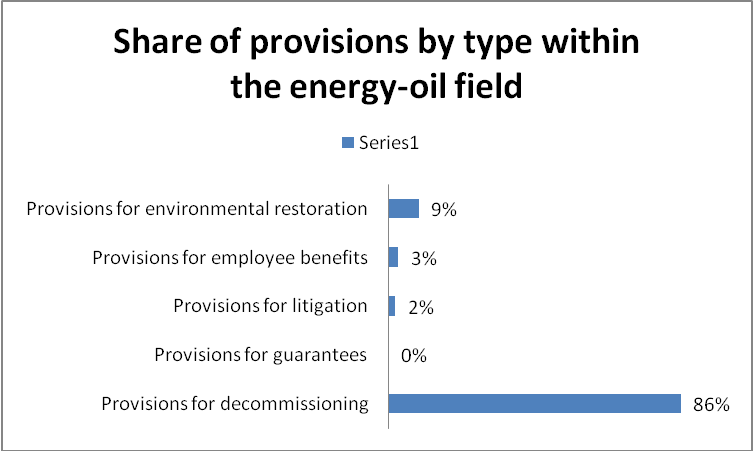 Share of provisions by type within
the energy-oil field
Series1
Provisions for environmental restoration 9%
Provisions for employee benefits 3%
Provisions for litigation 2%
Provisions for guarantees 0%
Provisions for decommissioning 86%